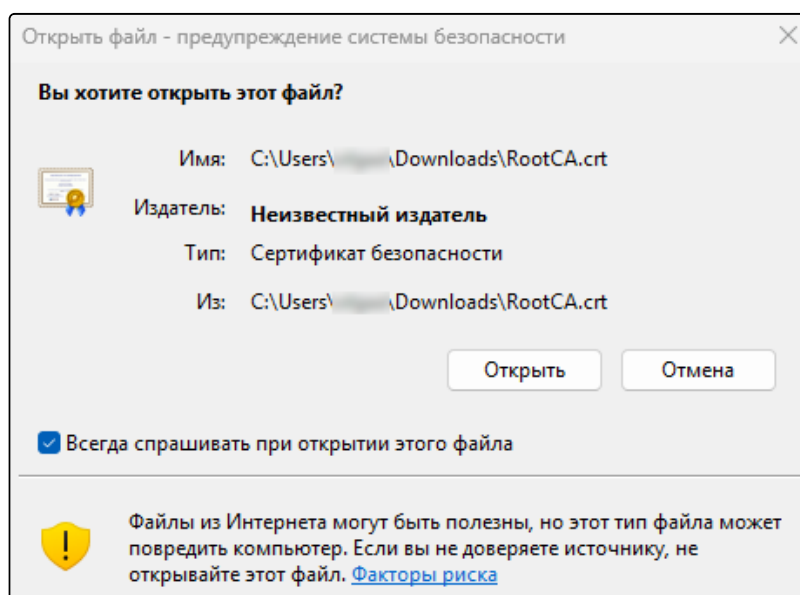 Открыть файл - предупреждение системы безопасности
Вы хотите открыть этот файл?
Имя: C:\Users\ \Downloads\RootCA.crt
Издатель: Неизвестный издатель
Тип: Сертификат безопасности
Из: C:\Users\ \Downloads\RootCA.crt
Открыть Отмена
Всегда спрашивать при открытии этого файла
Файлы из Интернета могут быть полезны, но этот тип файла может
повредить компьютер. Если вы не доверяете источнику, не
открывайте этот файл. Факторы риска